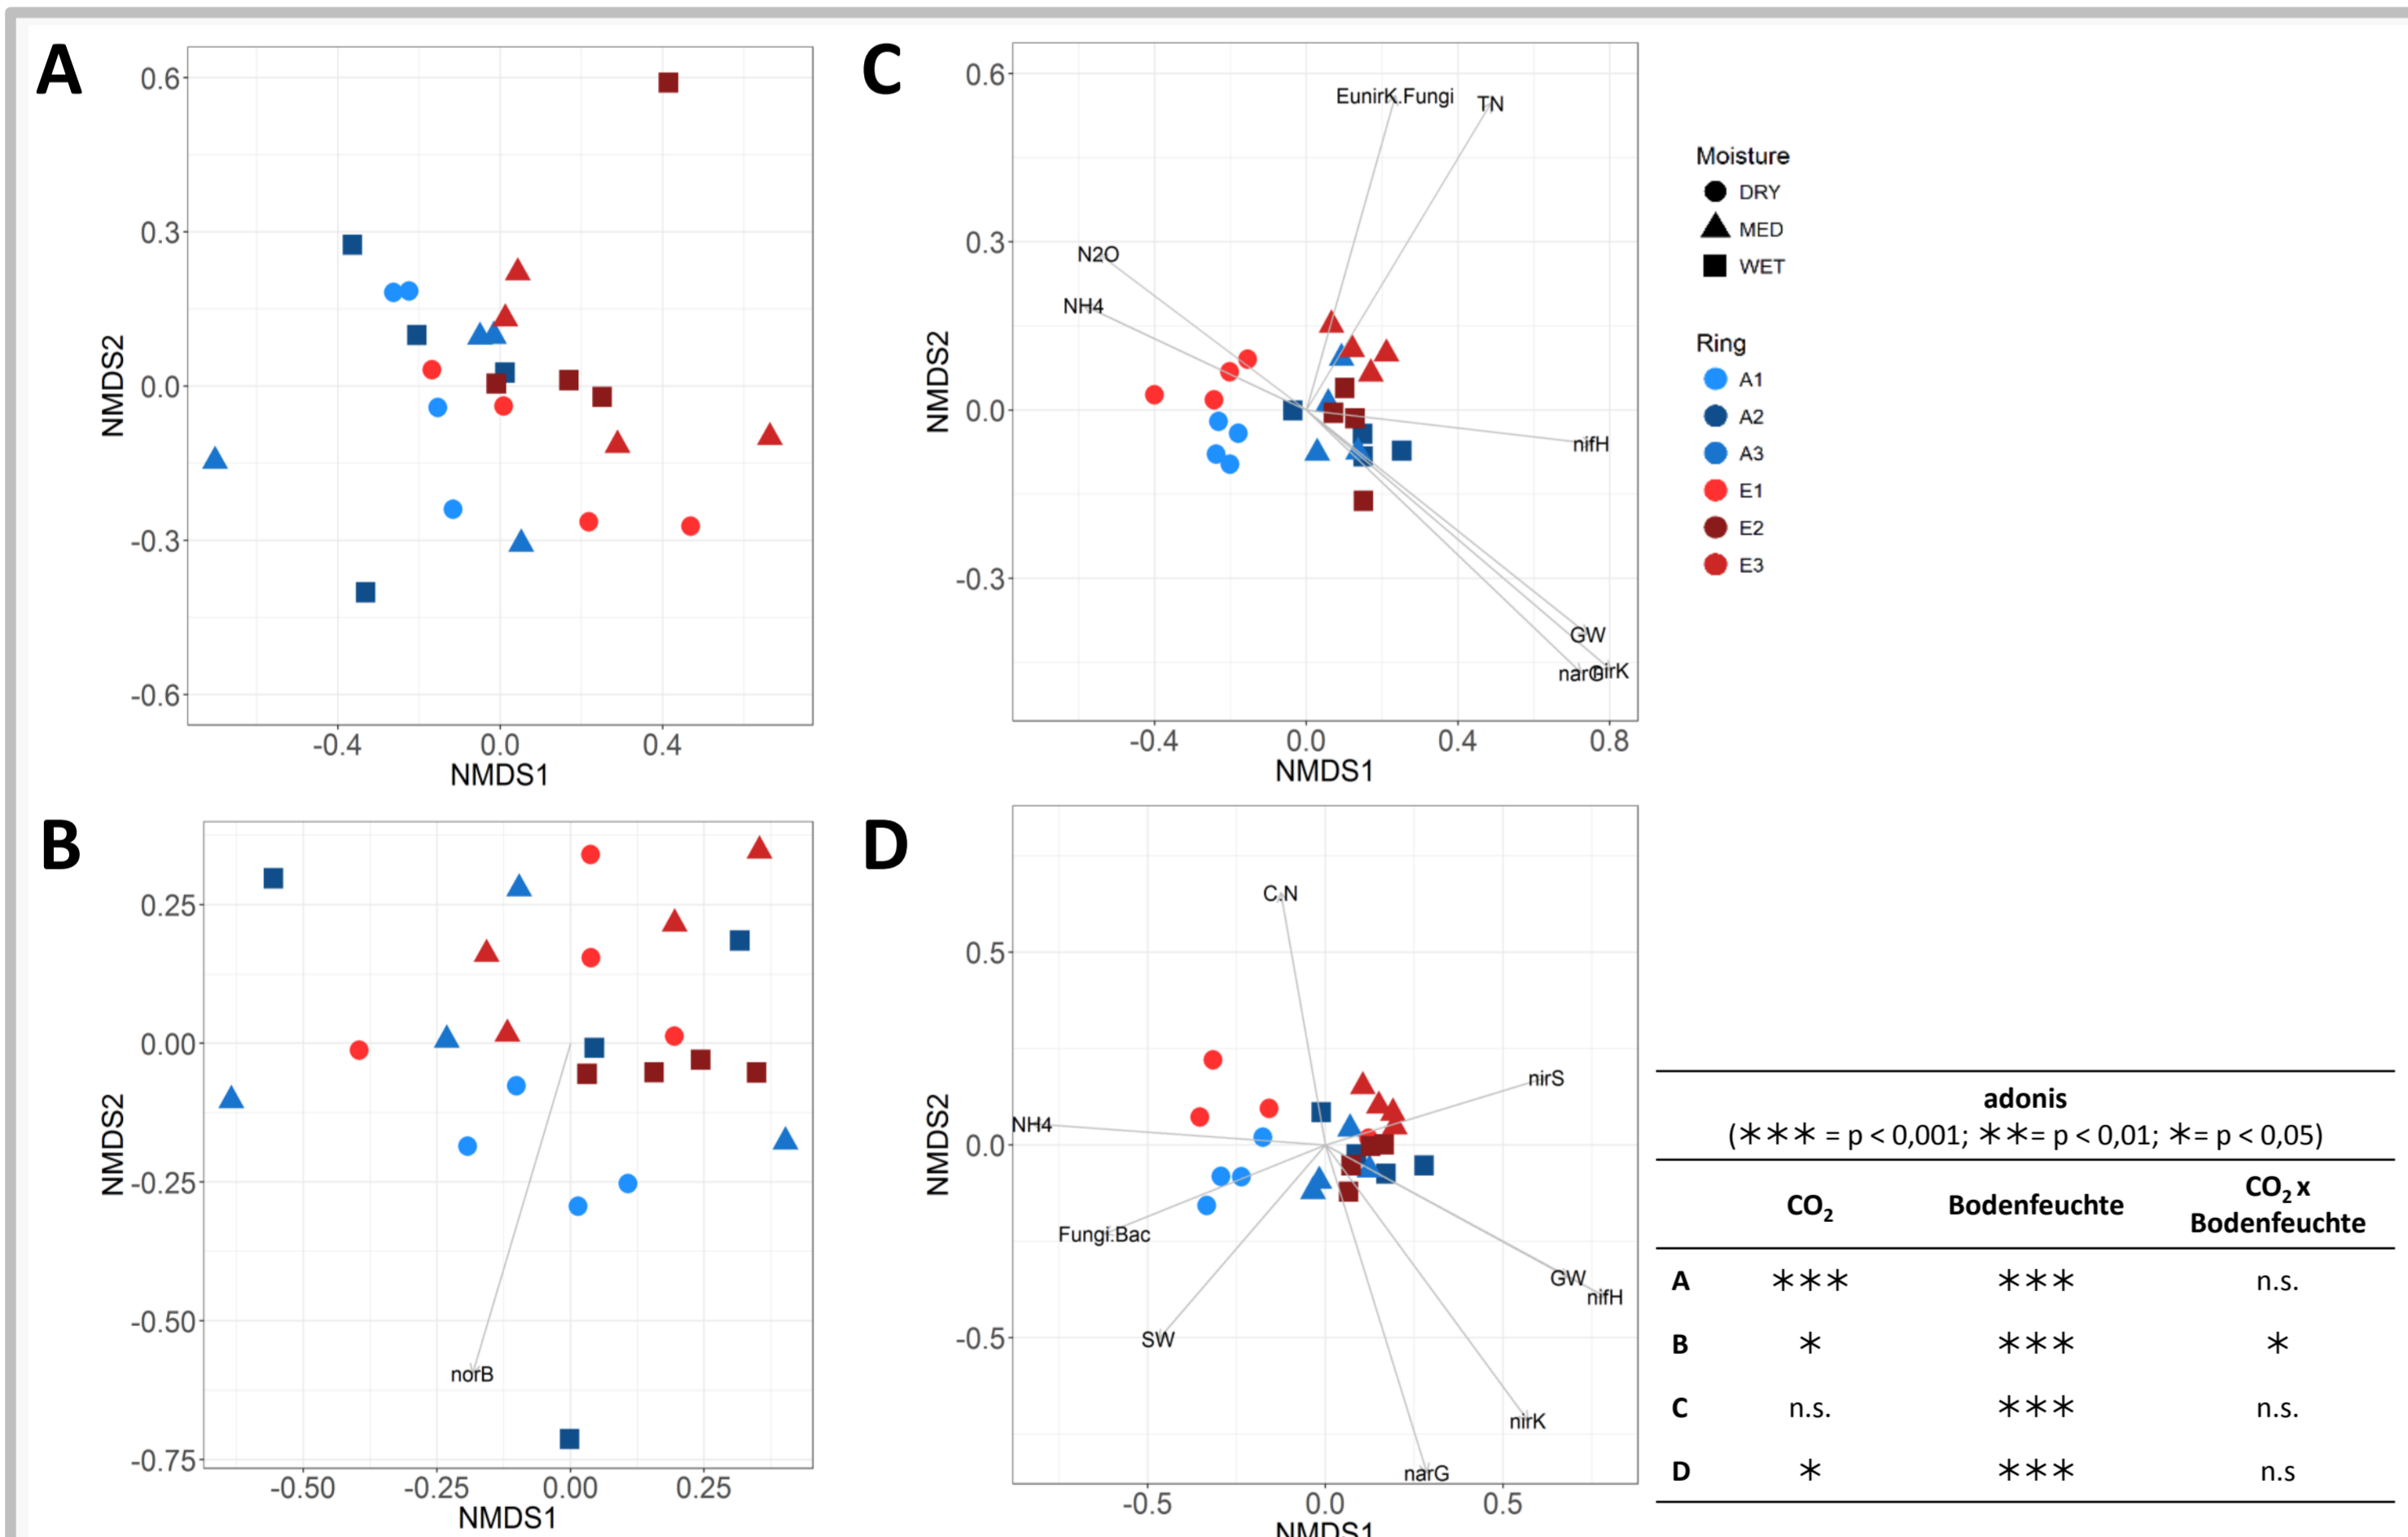 A
0.6
0.3
0.0
-0.3
-0.6
NMDS2
-0.4 0.0 0.4
NMDS1
C
0.6
0.3
0.0
-0.3
NMDS2
EunirK.Fungi
TN
N2O
NH4
nifH
GW
narG
nirK
-0.4 0.0 0.4 0.8
NMDS1
Moisture
DRY
MED
WET
Ring
A1
A2
A3
E1
E2
E3
B
0.25
0.00
-0.25
-0.50
-0.75
NMDS2
norB
-0.50 -0.25 0.00 0.25
NMDS1
D
0.5
0.0
-0.5
NMDS2
C.N
nirS
NH4
Fungi.Bac
GW
nifH
SW
nirK
narG
-0.5 0.0 0.5
NMDS1
adonis
(∗∗∗ = p < 0,001; ∗∗= p < 0,01; ∗= p < 0,05)
CO₂ Bodenfeuchte CO₂ x
Bodenfeuchte
A ∗∗∗ ∗∗∗ n.s.
B ∗ ∗∗∗ ∗
C n.s. ∗∗∗ n.s.
D ∗ ∗∗∗ n.s